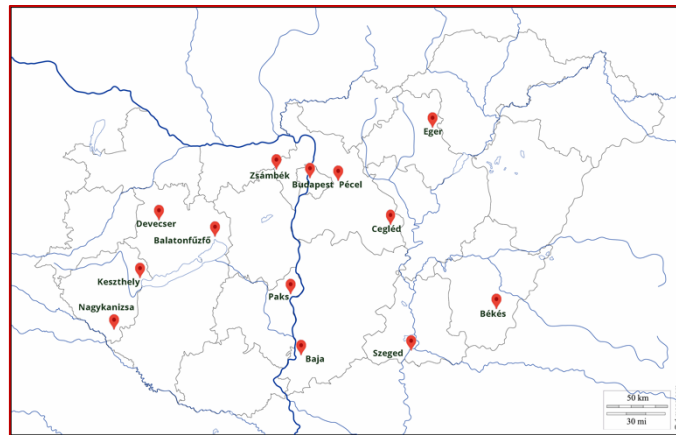 Eger
Zsámbék
Budapest
Pécel
Devecser
Cegléd
Balatonfűzfő
Keszthely
Paks
Nagykanizsa
Békés
Baja
Szeged
50 km
30 mi